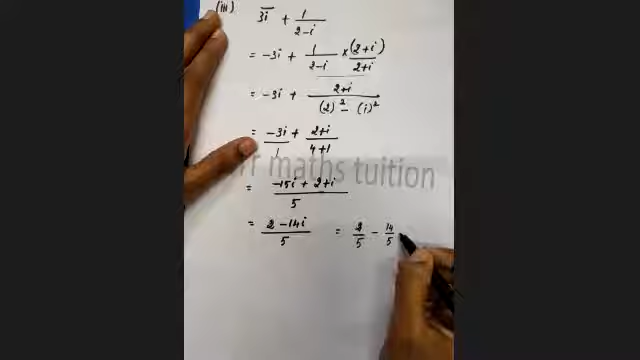 (iii) 3i̅ + 1/(2-i)
= -3i + 1/(2-i) × (2+i)/(2+i)
= -3i + (2+i)/((2)² - (i)²)
= -3i/1 + (2+i)/(4+1)
rr maths tuition
= (-15i + 2+i)/5
= (2-14i)/5 = 2/5 - 14/5